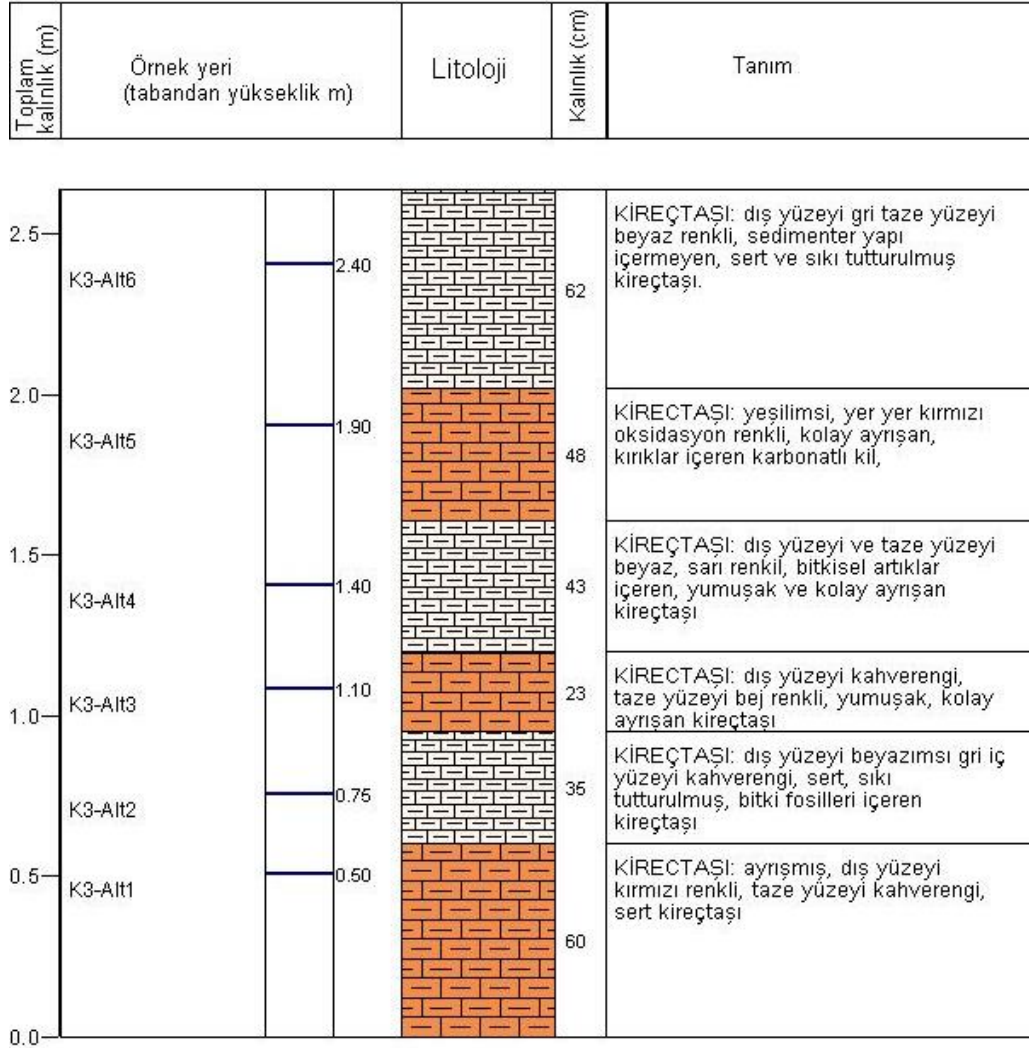 Toplam
kalınlık (m)
Örnek yeri
(tabandan yükseklik m)
Litoloji
Kalınlık (cm)
Tanım
2.5
K3-Alt6
2.40
62
KİREÇTAŞI: dış yüzeyi gri taze yüzeyi
beyaz renkli, sedimenter yapı
içermeyen, sert ve sıkı tutturulmuş
kireçtaşı.
2.0
K3-Alt5
1.90
48
KİRECTAŞI: yeşilimsi, yer yer kırmızı
oksidasyon renkli, kolay ayrışan,
kırıklar içeren karbonatlı kil,
1.5
K3-Alt4
1.40
43
KİREÇTAŞI: dış yüzeyi ve taze yüzeyi
beyaz, sarı renkil, bitkisel artıklar
içeren, yumuşak ve kolay ayrışan
kireçtaşı
1.0
K3-Alt3
1.10
23
KİRECTAŞI: dış yüzeyi kahverengi,
taze yüzeyi bej renkli, yumuşak, kolay
ayrışan kireçtaşı
K3-Alt2
0.75
35
KİREÇTAŞI: dış yüzeyi beyazımsı gri iç
yüzeyi kahverengi, sert, sıkı
tutturulmuş, bitki fosilleri içeren
kireçtaşı
0.5
K3-Alt1
0.50
60
KİRECTAŞI: ayrışmış, dış yüzeyi
kırmızı renkli, taze yüzeyi kahverengi,
sert kireçtaşı
0.0